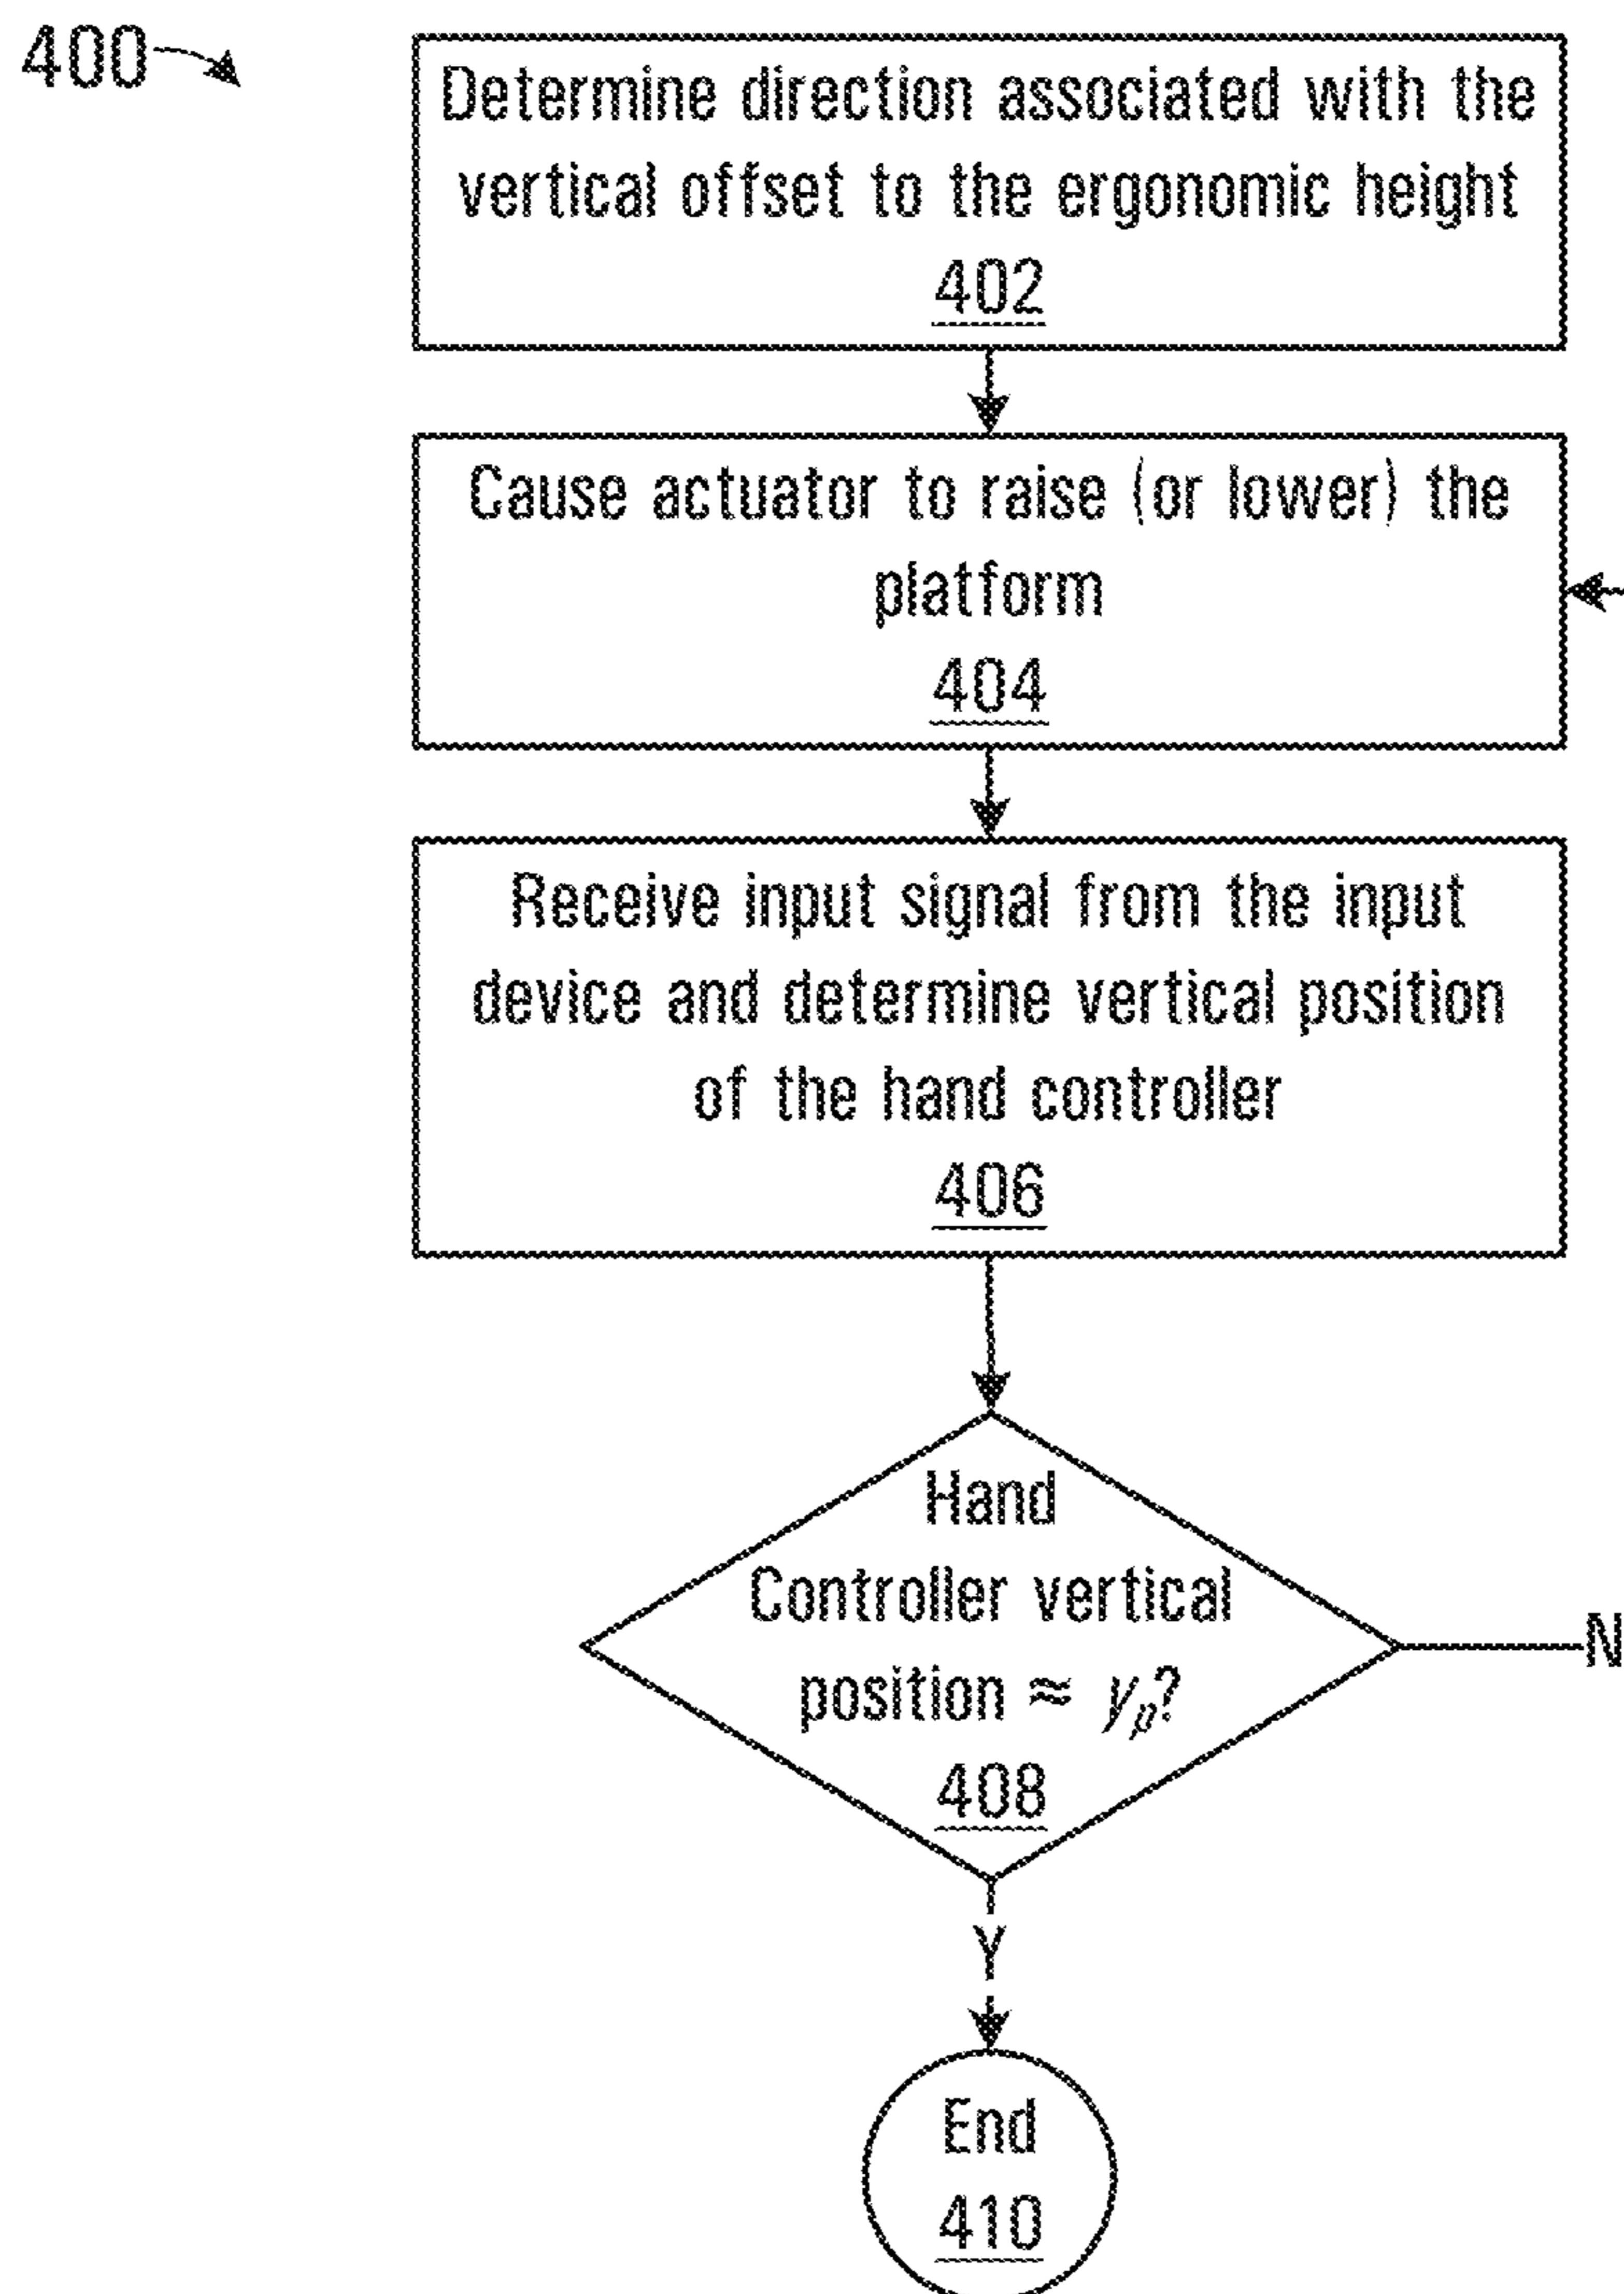 400
Determine direction associated with the
vertical offset to the ergonomic height
402
Cause actuator to raise (or lower) the
platform
404
Receive input signal from the input
device and determine vertical position
of the hand controller
406
Hand
Controller vertical
position ≈ yₚ?
408
N
Y
End
410